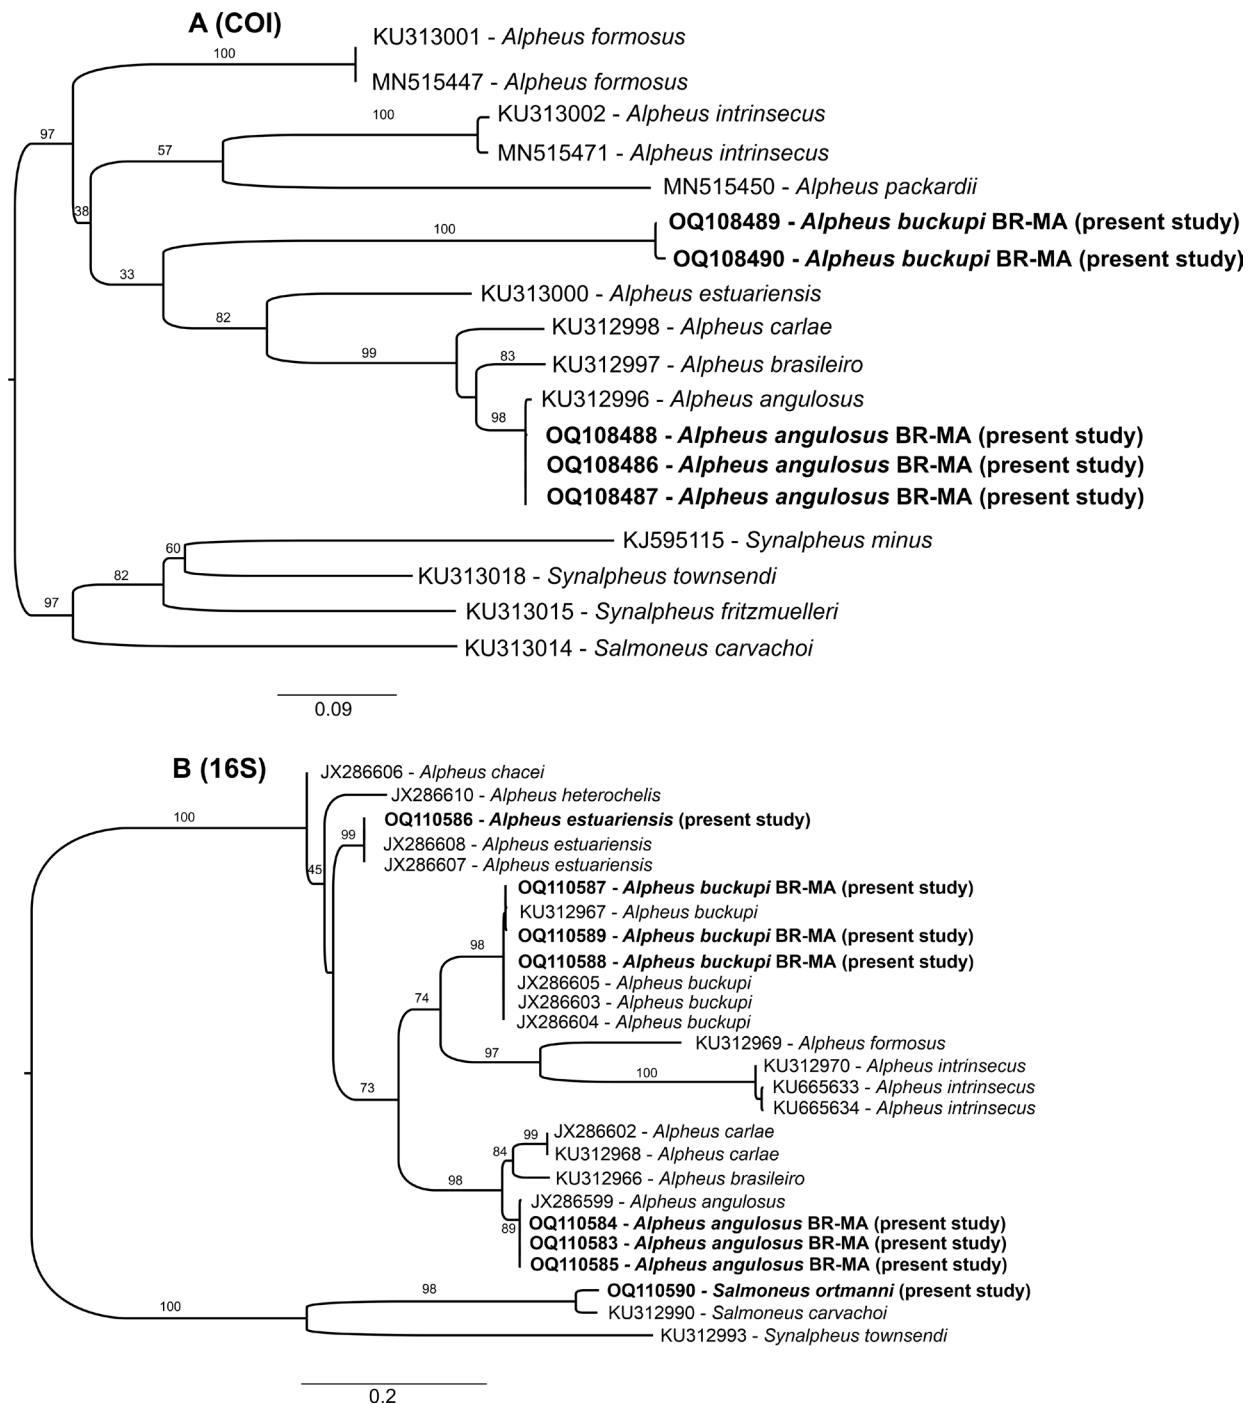 A (COI)
KU313001 - Alpheus formosus
100
MN515447 - Alpheus formosus
KU313002 - Alpheus intrinsecus
100
97
MN515471 - Alpheus intrinsecus
57
MN515450 - Alpheus packardii
38
OQ108489 - Alpheus buckupi BR-MA (present study)
100
OQ108490 - Alpheus buckupi BR-MA (present study)
33
KU313000 - Alpheus estuariensis
82
KU312998 - Alpheus carlae
99
83
KU312997 - Alpheus brasileiro
KU312996 - Alpheus angulosus
98
OQ108488 - Alpheus angulosus BR-MA (present study)
OQ108486 - Alpheus angulosus BR-MA (present study)
OQ108487 - Alpheus angulosus BR-MA (present study)
KJ595115 - Synalpheus minus
60
82
KU313018 - Synalpheus townsendi
97
KU313015 - Synalpheus fritzmuelleri
KU313014 - Salmoneus carvachoi
0.09
B (16S)
JX286606 - Alpheus chacei
JX286610 - Alpheus heterochelis
100
OQ110586 - Alpheus estuariensis (present study)
99
JX286608 - Alpheus estuariensis
45
JX286607 - Alpheus estuariensis
OQ110587 - Alpheus buckupi BR-MA (present study)
KU312967 - Alpheus buckupi
OQ110589 - Alpheus buckupi BR-MA (present study)
98
OQ110588 - Alpheus buckupi BR-MA (present study)
JX286605 - Alpheus buckupi
74
JX286603 - Alpheus buckupi
JX286604 - Alpheus buckupi
KU312969 - Alpheus formosus
97
KU312970 - Alpheus intrinsecus
100
KU665633 - Alpheus intrinsecus
73
KU665634 - Alpheus intrinsecus
JX286602 - Alpheus carlae
99
84
KU312968 - Alpheus carlae
98
KU312966 - Alpheus brasileiro
JX286599 - Alpheus angulosus
89
OQ110584 - Alpheus angulosus BR-MA (present study)
OQ110583 - Alpheus angulosus BR-MA (present study)
OQ110585 - Alpheus angulosus BR-MA (present study)
98
OQ110590 - Salmoneus ortmanni (present study)
100
KU312990 - Salmoneus carvachoi
KU312993 - Synalpheus townsendi
0.2